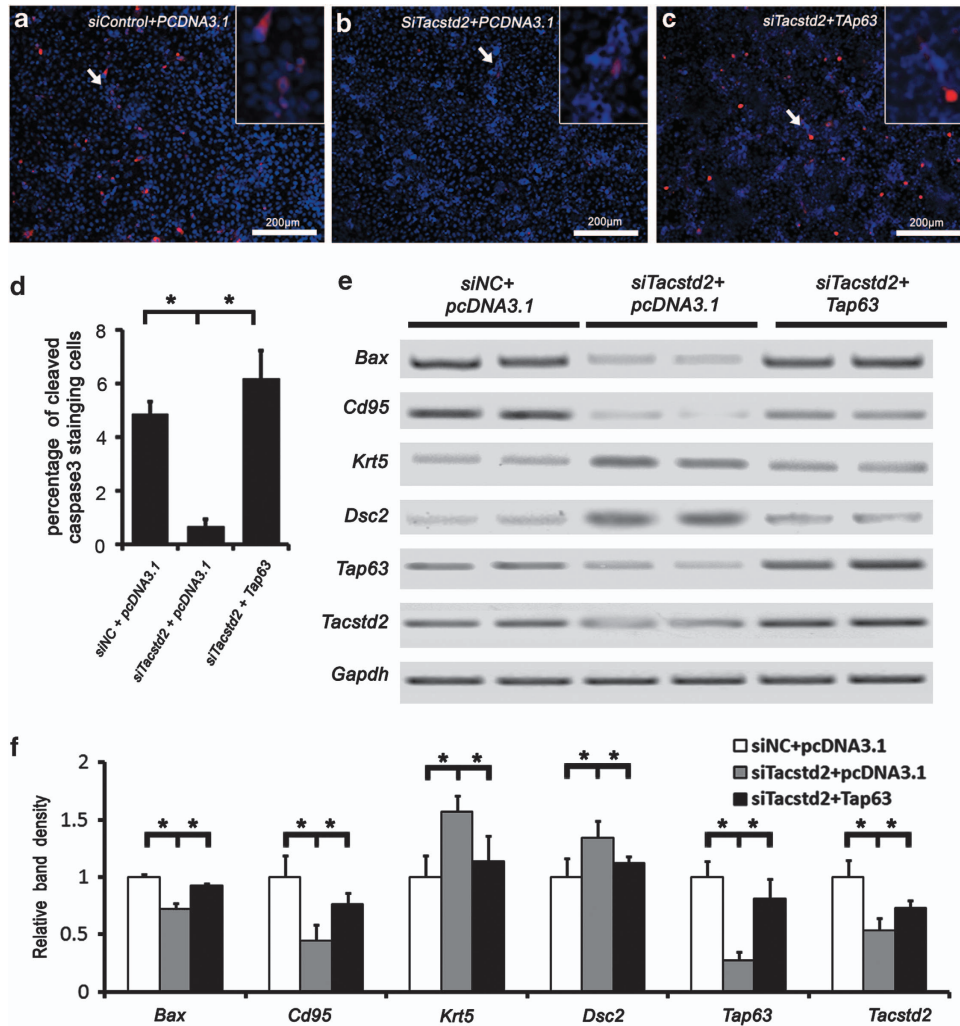 a
siControl+PCDNA3.1
200μm
b
SiTacstd2+PCDNA3.1
200μm
c
siTacstd2+TAp63
200μm
d
* *
percentage of cleaved
caspase3 stainging cells
8
6
4
2
0
siNC + pcDNA3.1
siTacstd2 + pcDNA3.1
siTacstd2 + Tap63
e
siNC+
pcDNA3.1
siTacstd2+
pcDNA3.1
siTacstd2+
Tap63
Bax
Cd95
Krt5
Dsc2
Tap63
Tacstd2
Gapdh
f
siNC+pcDNA3.1
siTacstd2+pcDNA3.1
siTacstd2+Tap63
Relative band density
2
1.5
1
0.5
0
* *
* *
* *
* *
* *
* *
Bax
Cd95
Krt5
Dsc2
Tap63
Tacstd2